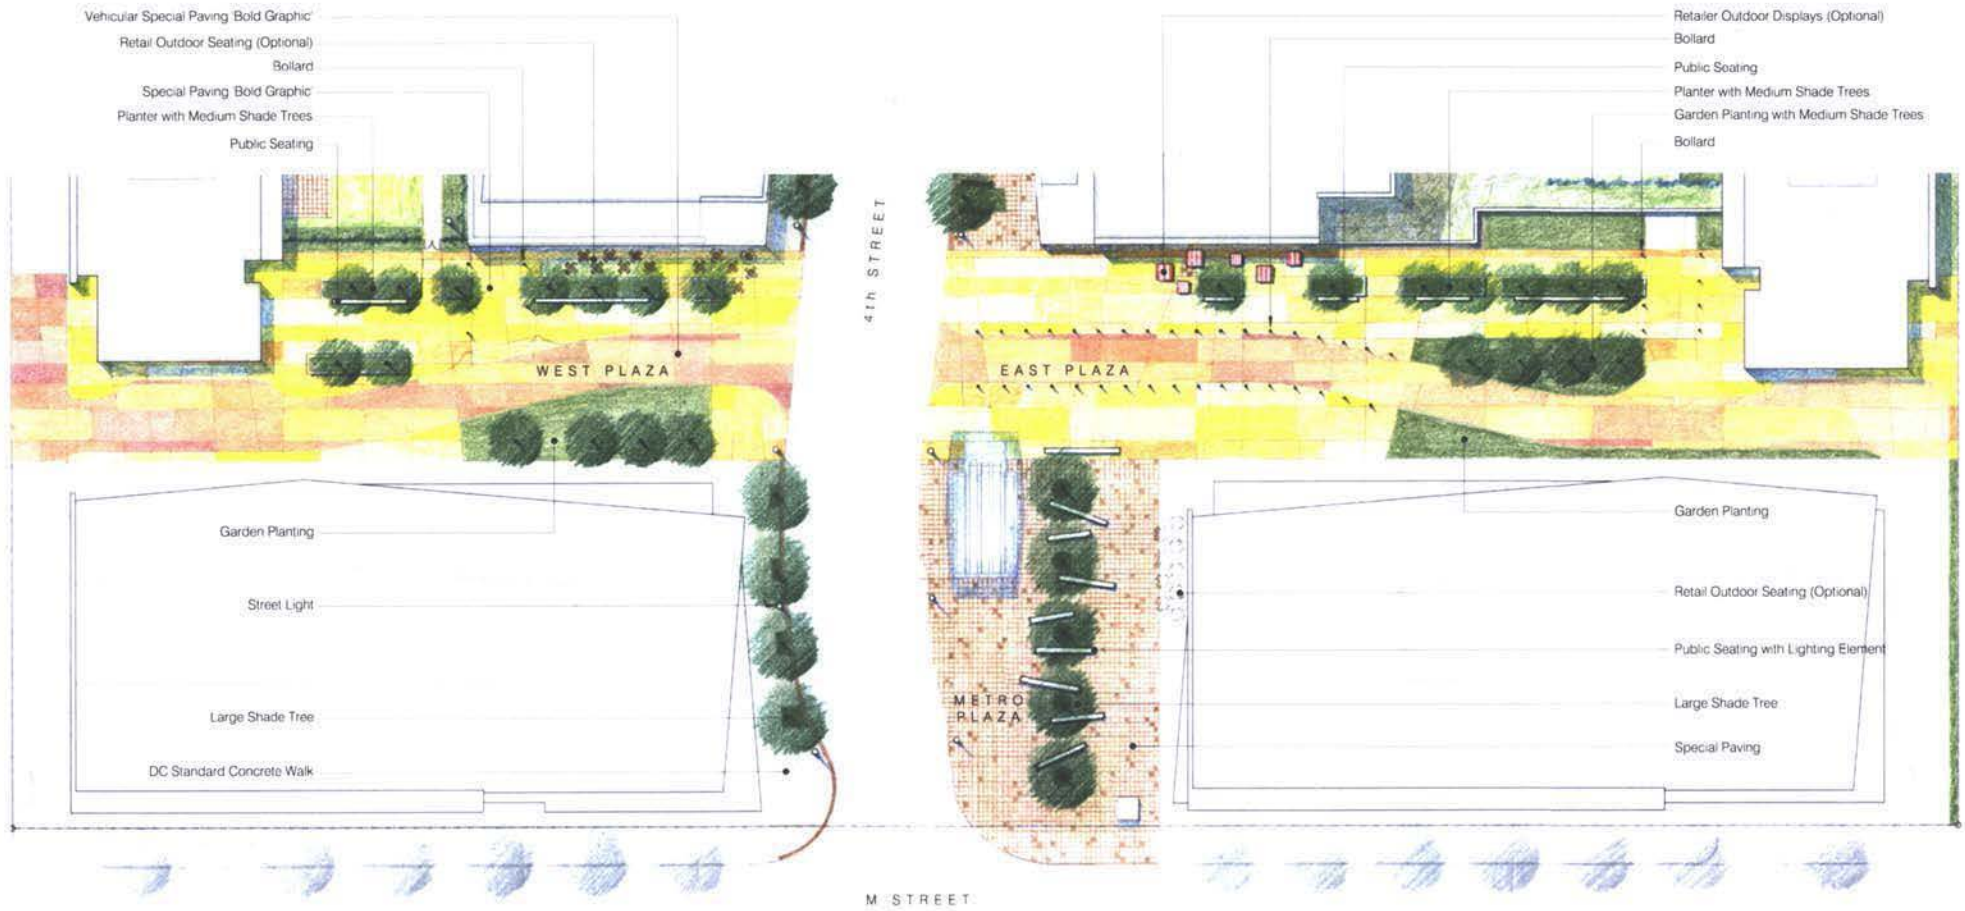 Vehicular Special Paving 'Bold Graphic'
Retail Outdoor Seating (Optional)
Bollard
Special Paving 'Bold Graphic'
Planter with Medium Shade Trees
Public Seating
Retailer Outdoor Displays (Optional)
Bollard
Public Seating
Planter with Medium Shade Trees
Garden Planting with Medium Shade Trees
Bollard
4th STREET
WEST PLAZA
EAST PLAZA
Garden Planting
Street Light
Large Shade Tree
DC Standard Concrete Walk
METRO
PLAZA
Garden Planting
Retail Outdoor Seating (Optional)
Public Seating with Lighting Element
Large Shade Tree
Special Paving
M STREET